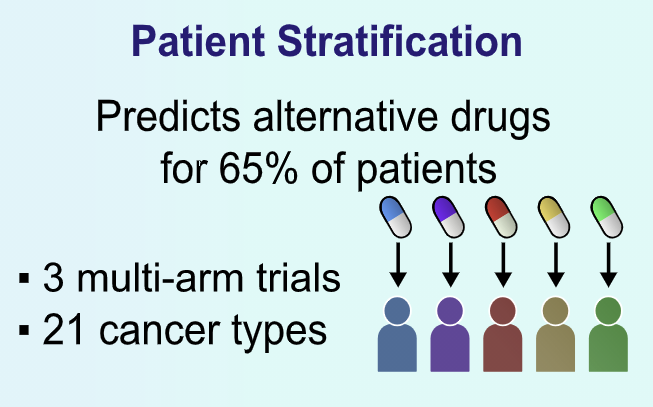 Patient Stratification
Predicts alternative drugs
for 65% of patients
▪ 3 multi-arm trials
▪ 21 cancer types